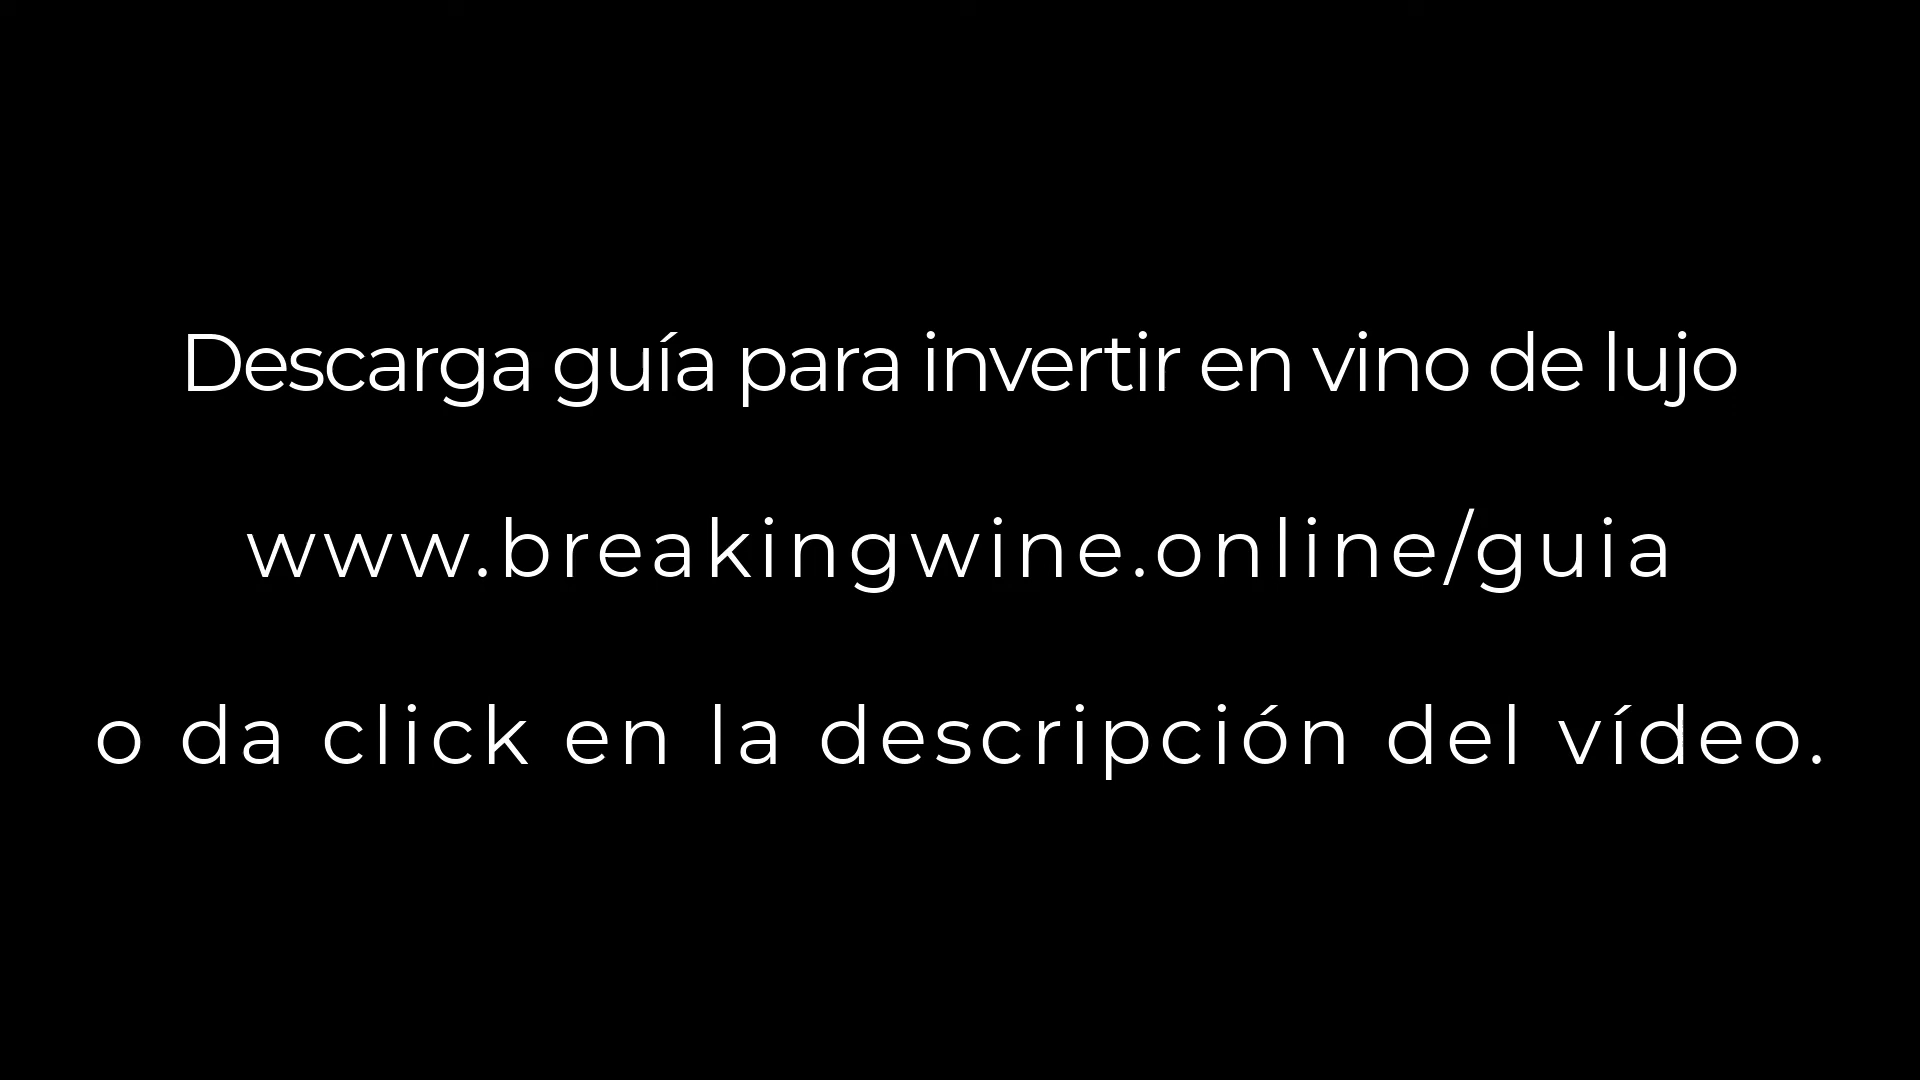 Descarga guía para invertir en vino de lujo
www.breakingwine.online/guia
o da click en la descripción del vídeo.